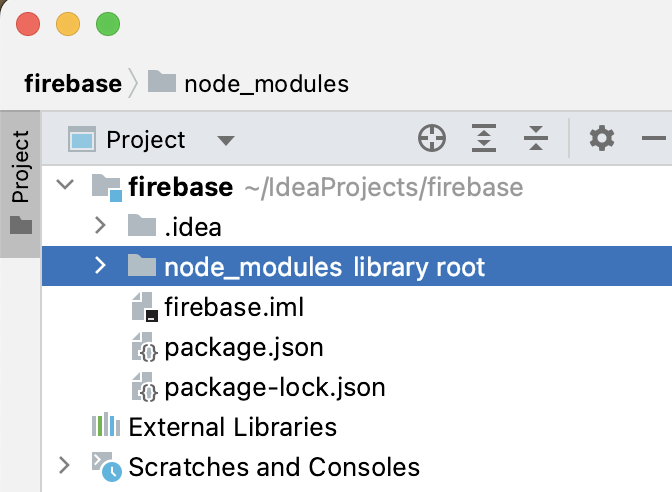 firebase node_modules
Project
Project
firebase ~/IdeaProjects/firebase
.idea
node_modules library root
firebase.iml
package.json
package-lock.json
External Libraries
Scratches and Consoles